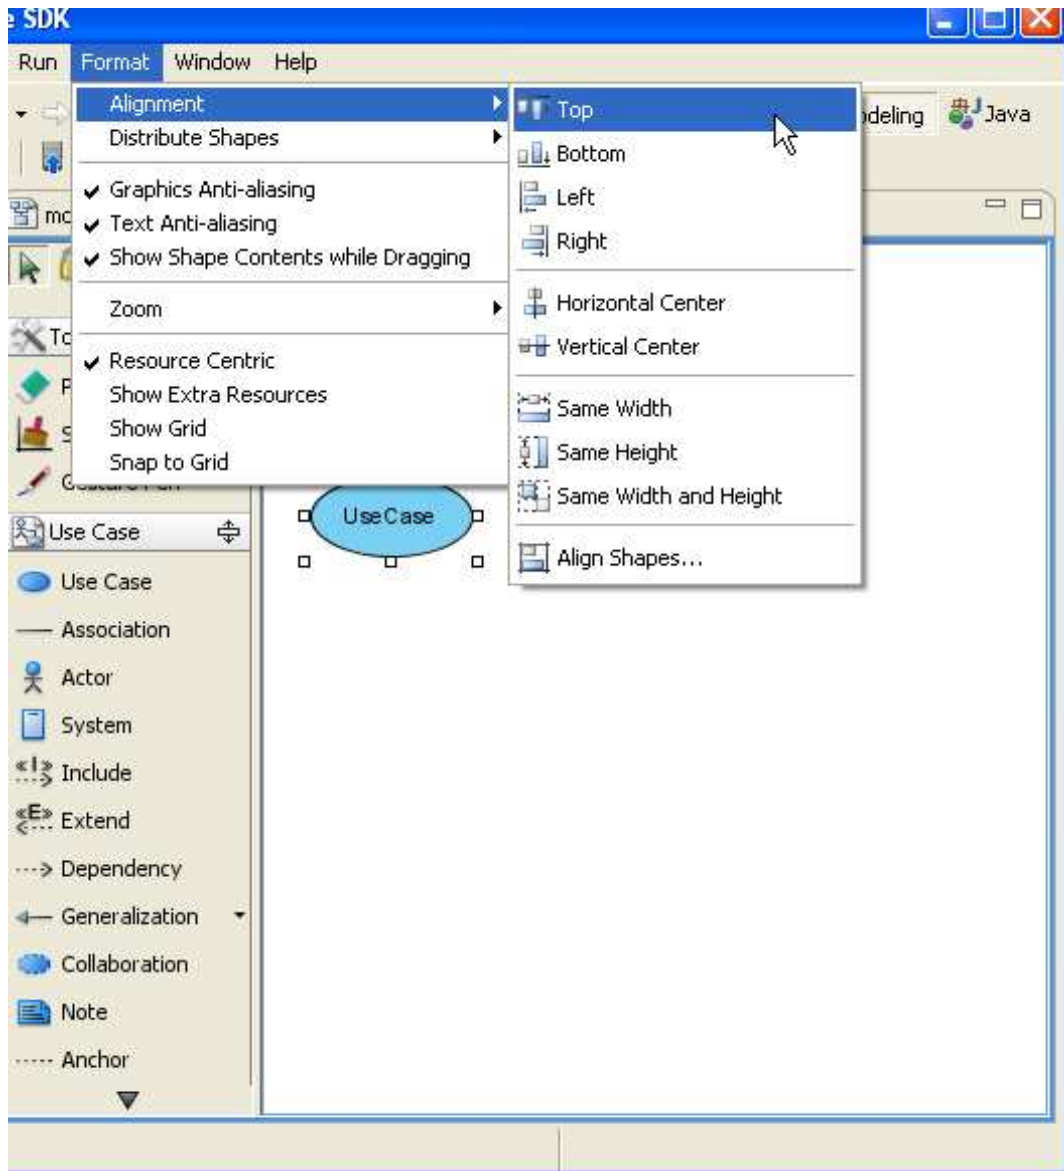 SDK
Run Format Window Help
Alignment
Distribute Shapes
Graphics Anti-aliasing
Text Anti-aliasing
Show Shape Contents while Dragging
Zoom
Resource Centric
Show Extra Resources
Show Grid
Snap to Grid
Top
Bottom
Left
Right
Horizontal Center
Vertical Center
Same Width
Same Height
Same Width and Height
Align Shapes...
Java
UseCase
Use Case
Use Case
Association
Actor
System
«I» Include
«E» Extend
Dependency
Generalization
Collaboration
Note
Anchor